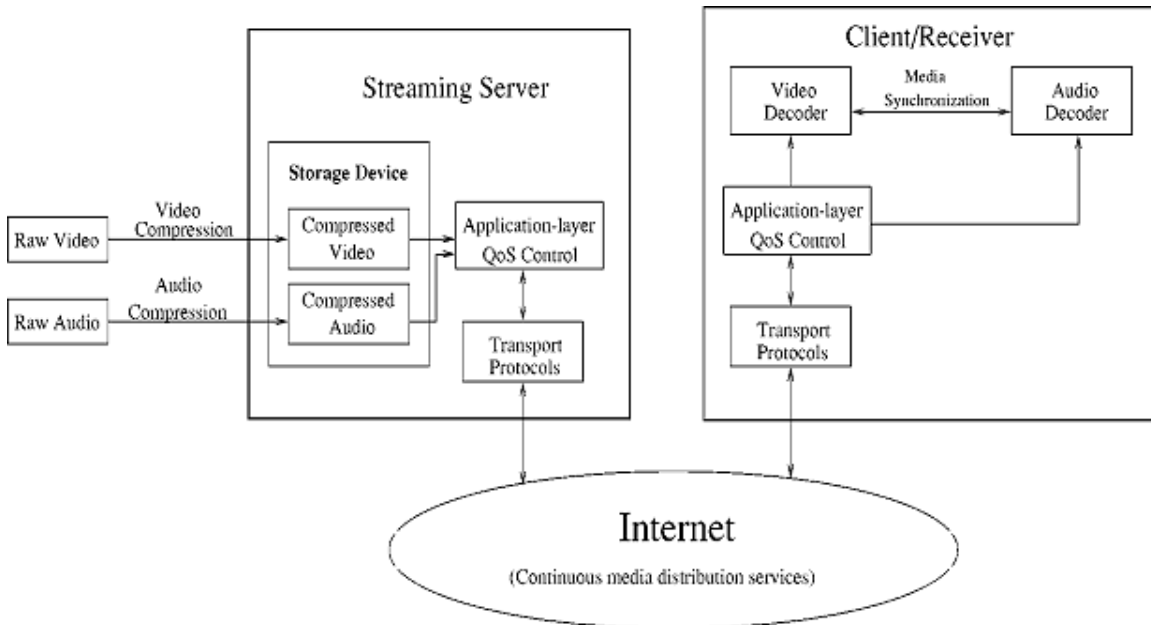 Streaming Server
Storage Device
Raw Video
Video
Compression
Compressed
Video
Application-layer
QoS Control
Raw Audio
Audio
Compression
Compressed
Audio
Transport
Protocols
Client/Receiver
Video
Decoder
Media
Synchronization
Audio
Decoder
Application-layer
QoS Control
Transport
Protocols
Internet
(Continuous media distribution services)